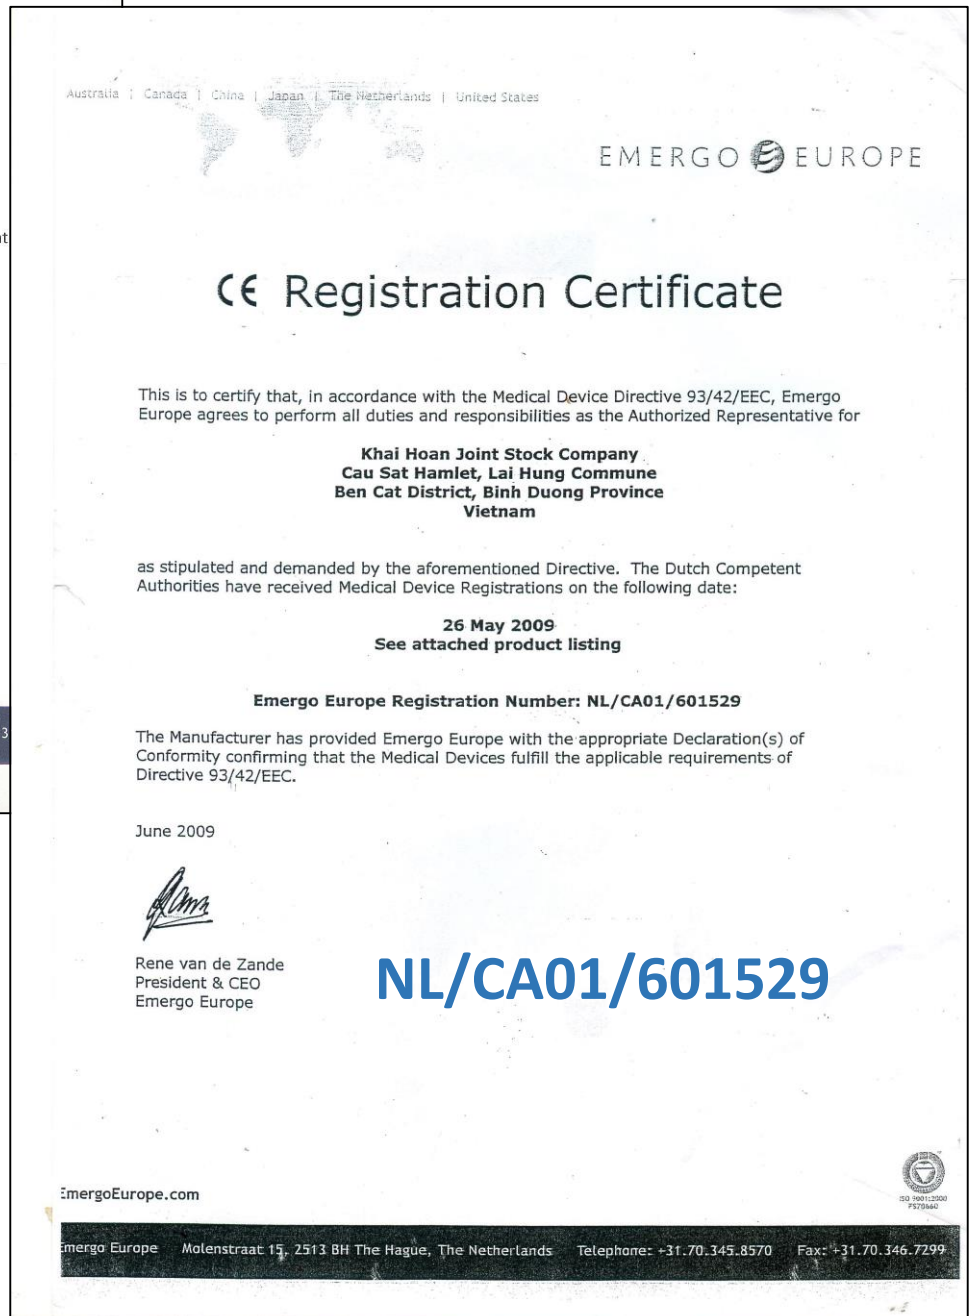 Australia | Canada | China | Japan | The Netherlands | United States
EMERGO EUROPE
nt
CE Registration Certificate
This is to certify that, in accordance with the Medical Device Directive 93/42/EEC, Emergo
Europe agrees to perform all duties and responsibilities as the Authorized Representative for
Khai Hoan Joint Stock Company
Cau Sat Hamlet, Lai Hung Commune
Ben Cat District, Binh Duong Province
Vietnam
as stipulated and demanded by the aforementioned Directive. The Dutch Competent
Authorities have received Medical Device Registrations on the following date:
26 May 2009
See attached product listing
Emergo Europe Registration Number: NL/CA01/601529
3
The Manufacturer has provided Emergo Europe with the appropriate Declaration(s) of
Conformity confirming that the Medical Devices fulfill the applicable requirements of
Directive 93/42/EEC.
June 2009
Rene van de Zande
President & CEO
Emergo Europe
NL/CA01/601529
EmergoEurope.com
ISO 9001:2000
FS70660
Emergo Europe Molenstraat 15, 2513 BH The Hague, The Netherlands Telephone: +31.70.345.8570 Fax: +31.70.346.7299